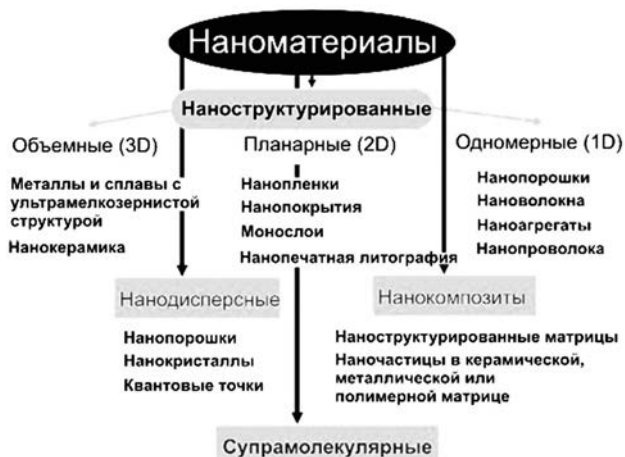 Наноматериалы
Наноструктурированные
Объемные (3D)
Металлы и сплавы с
ультрамелкозернистой
структурой
Нанокерамика
Планарные (2D)
Нанопленки
Нанопокрытия
Монослои
Нанопечатная литография
Одномерные (1D)
Нанопорошки
Нановолокна
Наноагрегаты
Нанопроволока
Нанодисперсные
Нанопорошки
Нанокристаллы
Квантовые точки
Нанокомпозиты
Наноструктурированные матрицы
Наночастицы в керамической,
металлической или
полимерной матрице
Супрамолекулярные